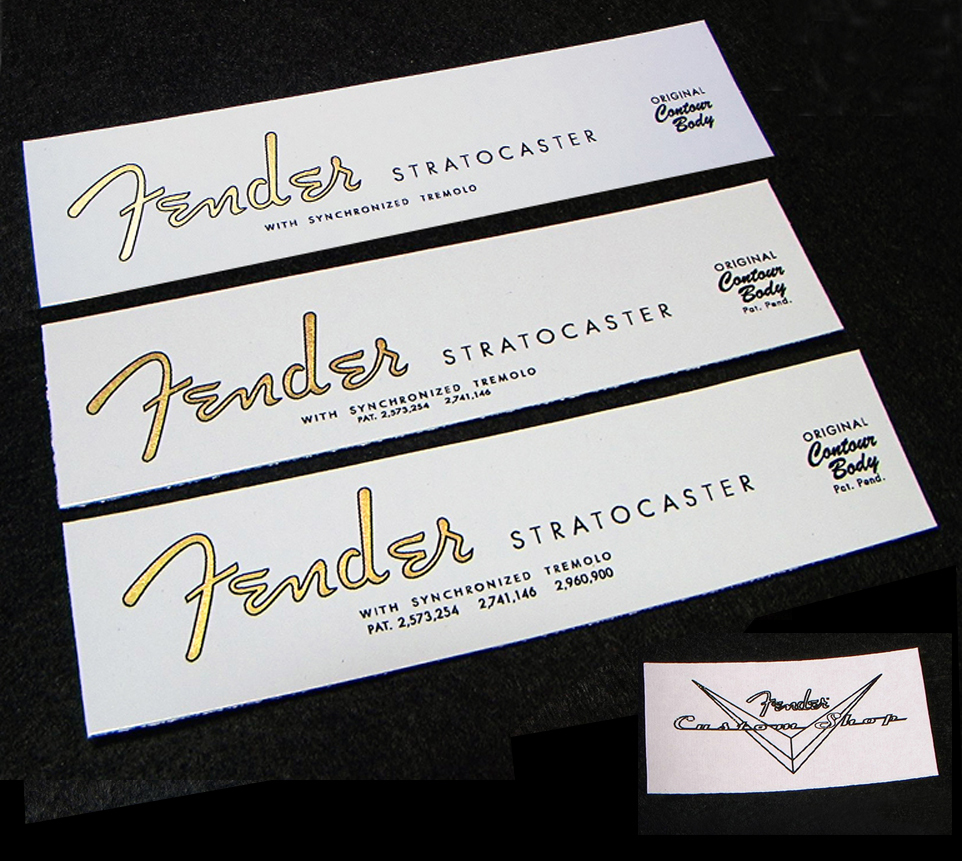 Fender STRATOCASTER
WITH SYNCHRONIZED TREMOLO
ORIGINAL
Contour
Body
Fender STRATOCASTER
WITH SYNCHRONIZED TREMOLO
PAT. 2,573,254 2,741,146
ORIGINAL
Contour
Body
Pat. Pend.
Fender STRATOCASTER
WITH SYNCHRONIZED TREMOLO
PAT. 2,573,254 2,741,146 2,960,900
ORIGINAL
Contour
Body
Pat. Pend.
Fender
Custom Shop